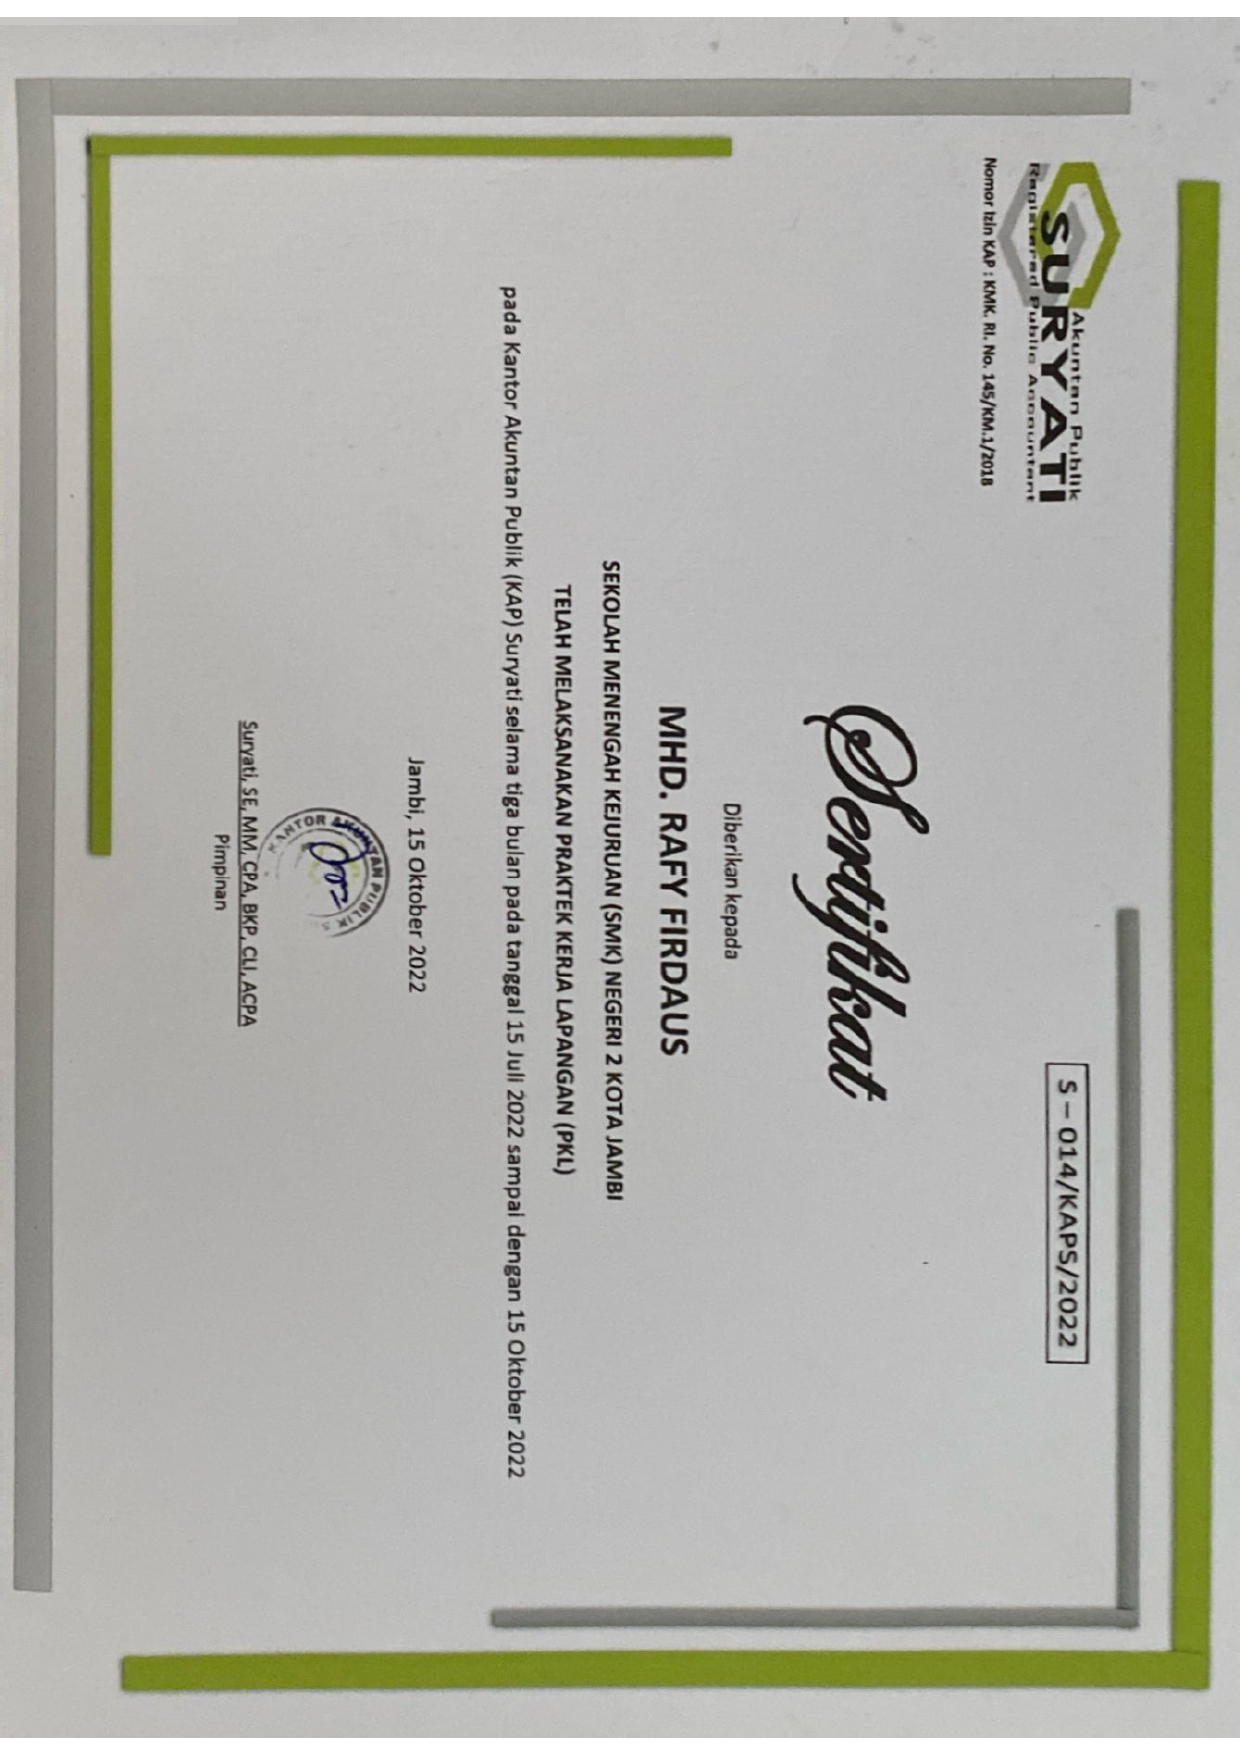 Akuntan Publik
SURYATI
Registered Public Accountant
Nomor Izin KAP : KMK. RI. No. 145/KM.1/2018
S – 014/KAPS/2022
Sertifikat
Diberikan kepada
MHD. RAFY FIRDAUS
SEKOLAH MENENGAH KEJURUAN (SMK) NEGERI 2 KOTA JAMBI
TELAH MELAKSANAKAN PRAKTEK KERJA LAPANGAN (PKL)
pada Kantor Akuntan Publik (KAP) Suryati selama tiga bulan pada tanggal 15 Juli 2022 sampai dengan 15 Oktober 2022
Jambi, 15 Oktober 2022
KANTOR AKUNTAN PUBLIK
Suryati, SE, MM, CPA, BKP, CLI, ACPA
Pimpinan